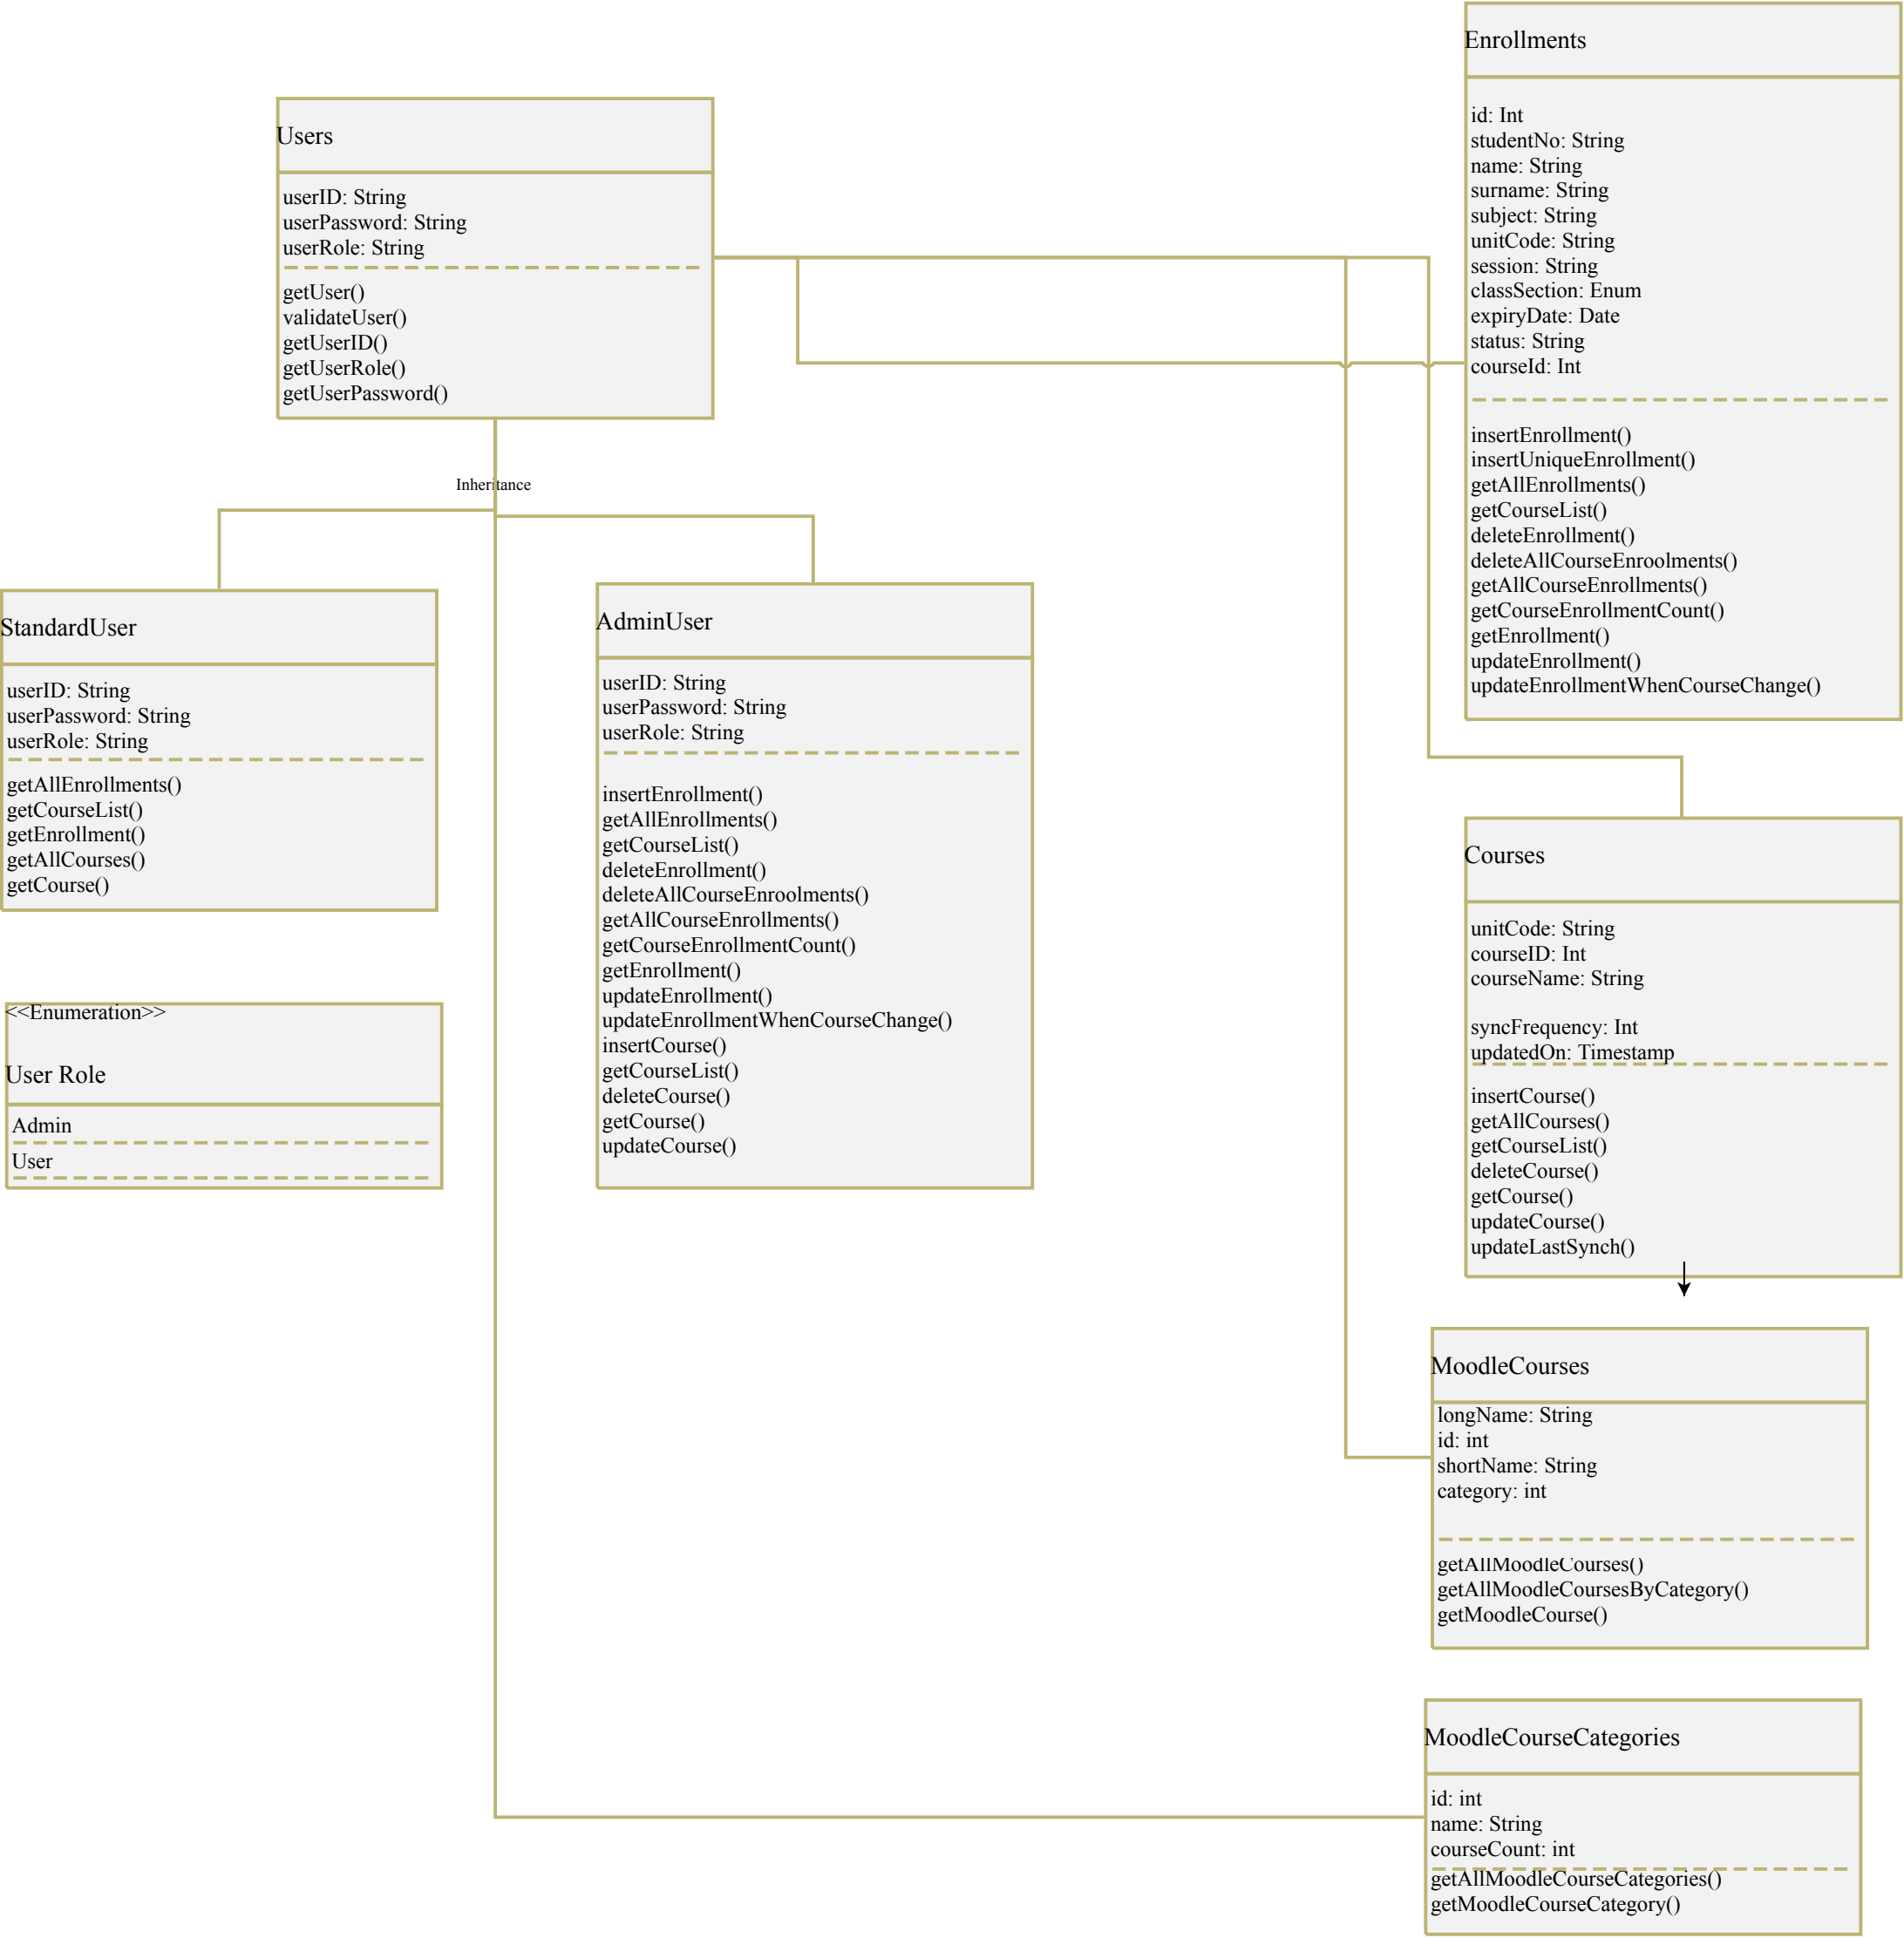 Users
userID: String
userPassword: String
userRole: String
getUser()
validateUser()
getUserID()
getUserRole()
getUserPassword()
Inheritance
StandardUser
userID: String
userPassword: String
userRole: String
getAllEnrollments()
getCourseList()
getEnrollment()
getAllCourses()
getCourse()
<<Enumeration>>
User Role
Admin
User
AdminUser
userID: String
userPassword: String
userRole: String
insertEnrollment()
getAllEnrollments()
getCourseList()
deleteEnrollment()
deleteAllCourseEnroolments()
getAllCourseEnrollments()
getCourseEnrollmentCount()
getEnrollment()
updateEnrollment()
updateEnrollmentWhenCourseChange()
insertCourse()
getCourseList()
deleteCourse()
getCourse()
updateCourse()
Enrollments
id: Int
studentNo: String
name: String
surname: String
subject: String
unitCode: String
session: String
classSection: Enum
expiryDate: Date
status: String
courseId: Int
insertEnrollment()
insertUniqueEnrollment()
getAllEnrollments()
getCourseList()
deleteEnrollment()
deleteAllCourseEnroolments()
getAllCourseEnrollments()
getCourseEnrollmentCount()
getEnrollment()
updateEnrollment()
updateEnrollmentWhenCourseChange()
Courses
unitCode: String
courseID: Int
courseName: String
syncFrequency: Int
updatedOn: Timestamp
insertCourse()
getAllCourses()
getCourseList()
deleteCourse()
getCourse()
updateCourse()
updateLastSynch()
MoodleCourses
longName: String
id: int
shortName: String
category: int
getAllMoodleCourses()
getAllMoodleCoursesByCategory()
getMoodleCourse()
MoodleCourseCategories
id: int
name: String
courseCount: int
getAllMoodleCourseCategories()
getMoodleCourseCategory()